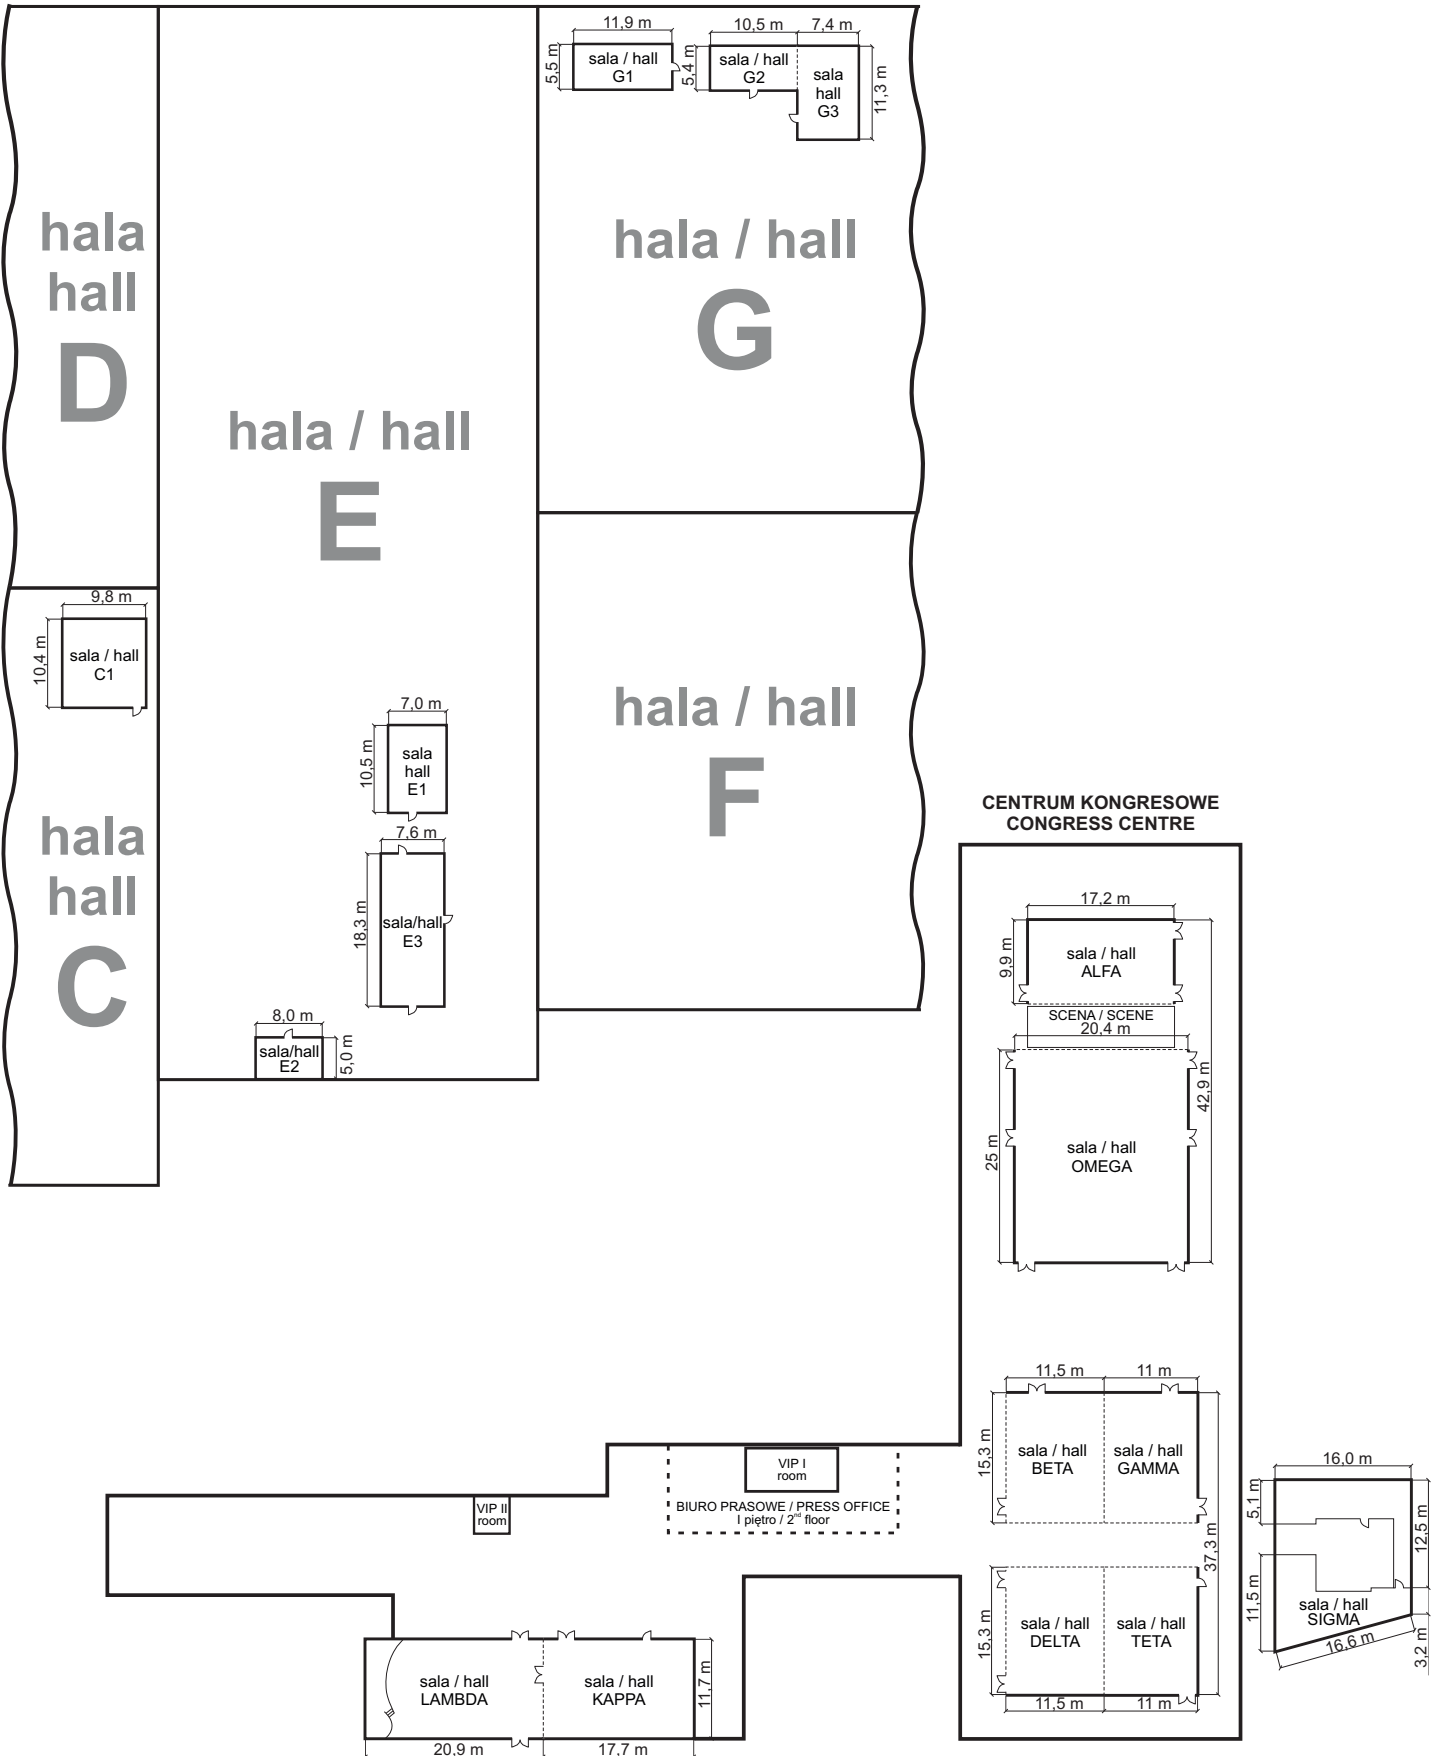 11,9 m
5,5 m
sala / hall
G1
10,5 m
7,4 m
5,4 m
sala / hall
G2
sala
hall
G3
11,3 m
hala
hall
D
hala / hall
G
hala / hall
E
9,8 m
10,4 m
sala / hall
C1
7,0 m
10,5 m
sala
hall
E1
hala / hall
F
7,6 m
18,3 m
sala/hall
E3
hala
hall
C
8,0 m
sala/hall
E2
5,0 m
CENTRUM KONGRESOWE
CONGRESS CENTRE
17,2 m
9,9 m
sala / hall
ALFA
SCENA / SCENE
20,4 m
42,9 m
25 m
sala / hall
OMEGA
11,5 m
11 m
15,3 m
sala / hall
BETA
sala / hall
GAMMA
37,3 m
15,3 m
sala / hall
DELTA
sala / hall
TETA
11,5 m
11 m
VIP I
room
BIURO PRASOWE / PRESS OFFICE
I piętro / 2nd floor
VIP II
room
16,0 m
5,1 m
12,5 m
11,5 m
sala / hall
SIGMA
16,6 m
3,2 m
sala / hall
LAMBDA
sala / hall
KAPPA
11,7 m
20,9 m
17,7 m